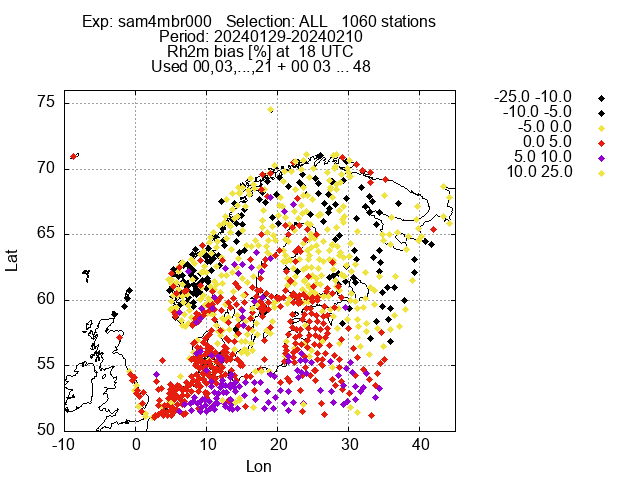 Exp: sam4mbr000   Selection: ALL   1060 stations
Period: 20240129-20240210
Rh2m bias [%] at  18 UTC
Used 00,03,...,21 + 00 03 ... 48
-25.0 -10.0
-10.0 -5.0
-5.0 0.0
0.0 5.0
5.0 10.0
10.0 25.0
75
70
65
60
55
50
Lat
-10 0 10 20 30 40
Lon